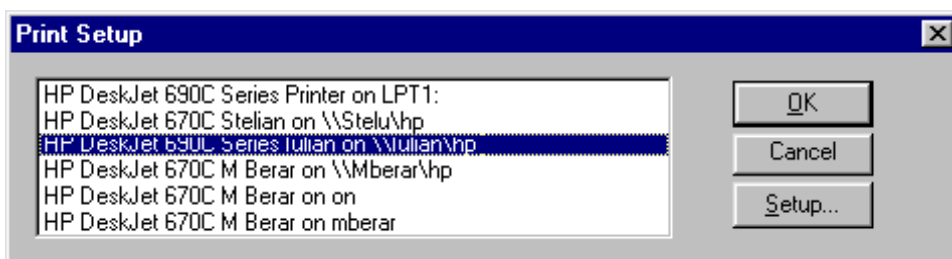 Print Setup
HP DeskJet 690C Series Printer on LPT1:
HP DeskJet 670C Stelian on \\Stelu\hp
HP DeskJet 690C Series Iulian on \\Iulian\hp
HP DeskJet 670C M Berar on \\Mberar\hp
HP DeskJet 670C M Berar on on
HP DeskJet 670C M Berar on mberar
OK
Cancel
Setup...